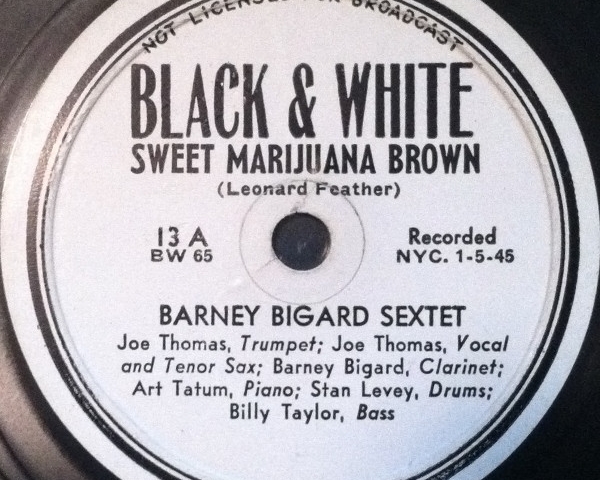 NOT LICENSED FOR BROADCAST
BLACK & WHITE
SWEET MARIJUANA BROWN
(Leonard Feather)
13 A
BW 65
Recorded
NYC. 1-5-45
BARNEY BIGARD SEXTET
Joe Thomas, Trumpet; Joe Thomas, Vocal
and Tenor Sax; Barney Bigard, Clarinet;
Art Tatum, Piano; Stan Levey, Drums;
Billy Taylor, Bass